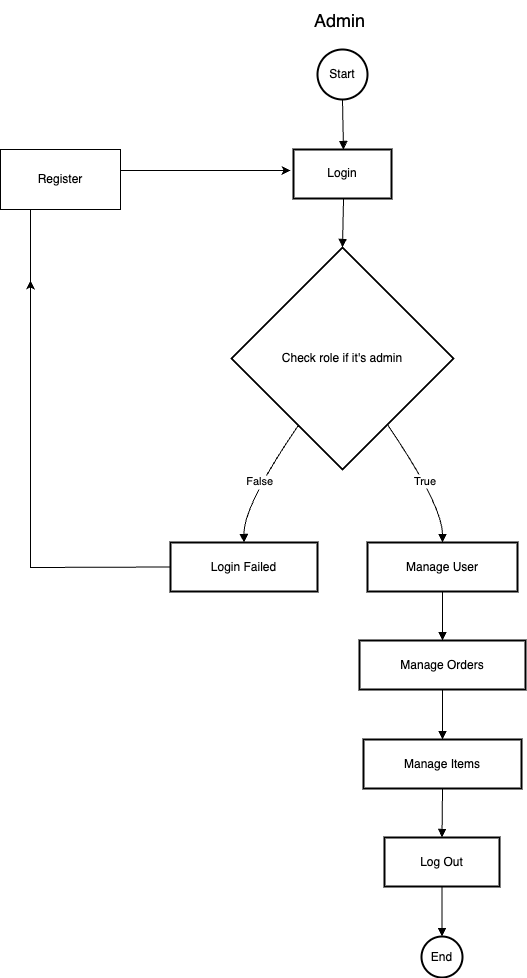 Admin
Start
Register
Login
Check role if it's admin
False
True
Login Failed
Manage User
Manage Orders
Manage Items
Log Out
End